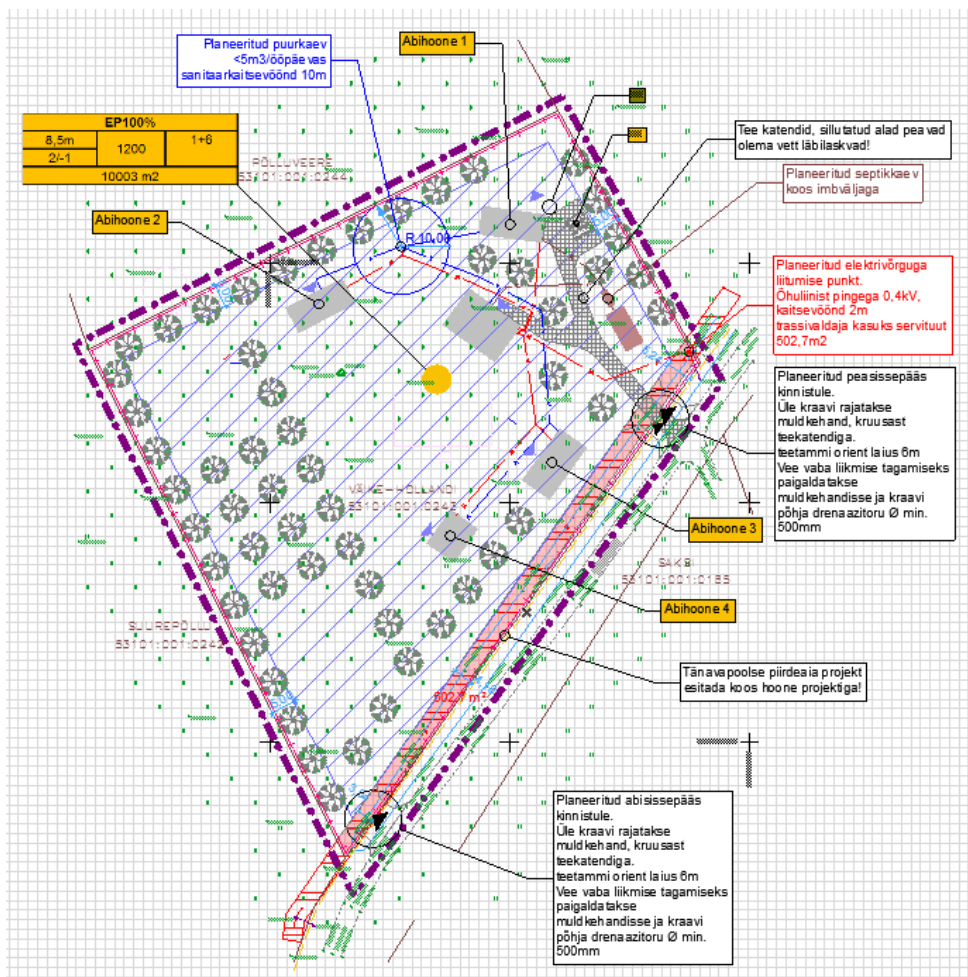 Planeeritud puurkaev
<5m3/ööpäevas
sanitaarkaitsevöönd 10m
Abihoone 1
EP100%
8,5m
1200
1+6
2/-1
10003 m2
PÕLLUVEERE
53101:001:0244
Tee katendid, sillutatud alad peavad
olema vett läbilaskvad!
Planeeritud septikkaev
koos imbväljaga
Abihoone 2
R 10,00
Planeeritud elektrivõrguga
liitumise punkt.
Õhuliinist pingega 0,4kV,
kaitsevöönd 2m
trassivaldaja kasuks servituut
502,7m2
Planeeritud peasissepääs
kinnistule.
Üle kraavi rajatakse
muldkehand, kruusast
teekatendiga.
teetammi orient laius 6m
Vee vaba liikmise tagamiseks
paigaldatakse
muldkehandisse ja kraavi
põhja drenaazitoru Ø min.
500mm
VÄIKE-HOLLANDI
Abihoone 3
SAKS
53101:001:0185
Abihoone 4
SUUREPÕLLU
53101:001:0242
Tänavapoolse piirdeaia projekt
esitada koos hoone projektiga!
502,7 m²
Planeeritud abisissepääs
kinnistule.
Üle kraavi rajatakse
muldkehand, kruusast
teekatendiga.
teetammi orient laius 6m
Vee vaba liikmise tagamiseks
paigaldatakse
muldkehandisse ja kraavi
põhja drenaazitoru Ø min.
500mm